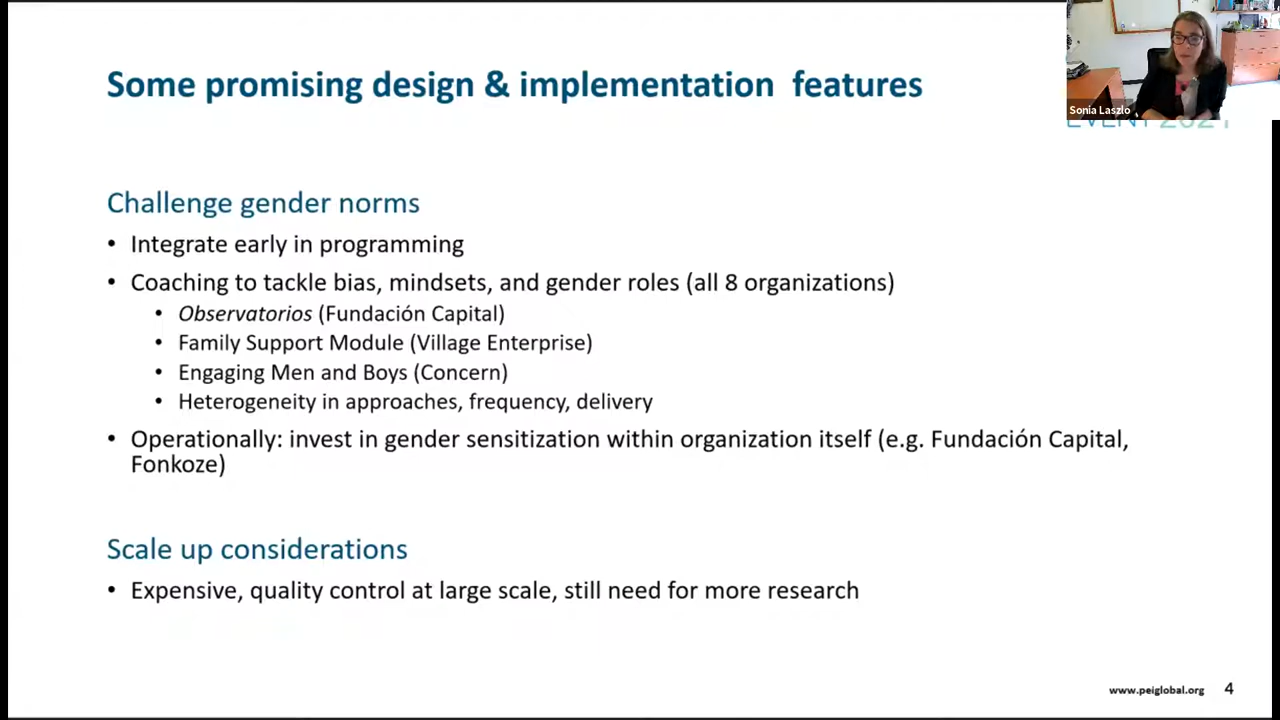 Some promising design & implementation features
Sonia Laszlo
EVENT 2021
Challenge gender norms
• Integrate early in programming
• Coaching to tackle bias, mindsets, and gender roles (all 8 organizations)
• Observatorios (Fundación Capital)
• Family Support Module (Village Enterprise)
• Engaging Men and Boys (Concern)
• Heterogeneity in approaches, frequency, delivery
• Operationally: invest in gender sensitization within organization itself (e.g. Fundación Capital,
Fonkoze)
Scale up considerations
• Expensive, quality control at large scale, still need for more research
www.peiglobal.org 4